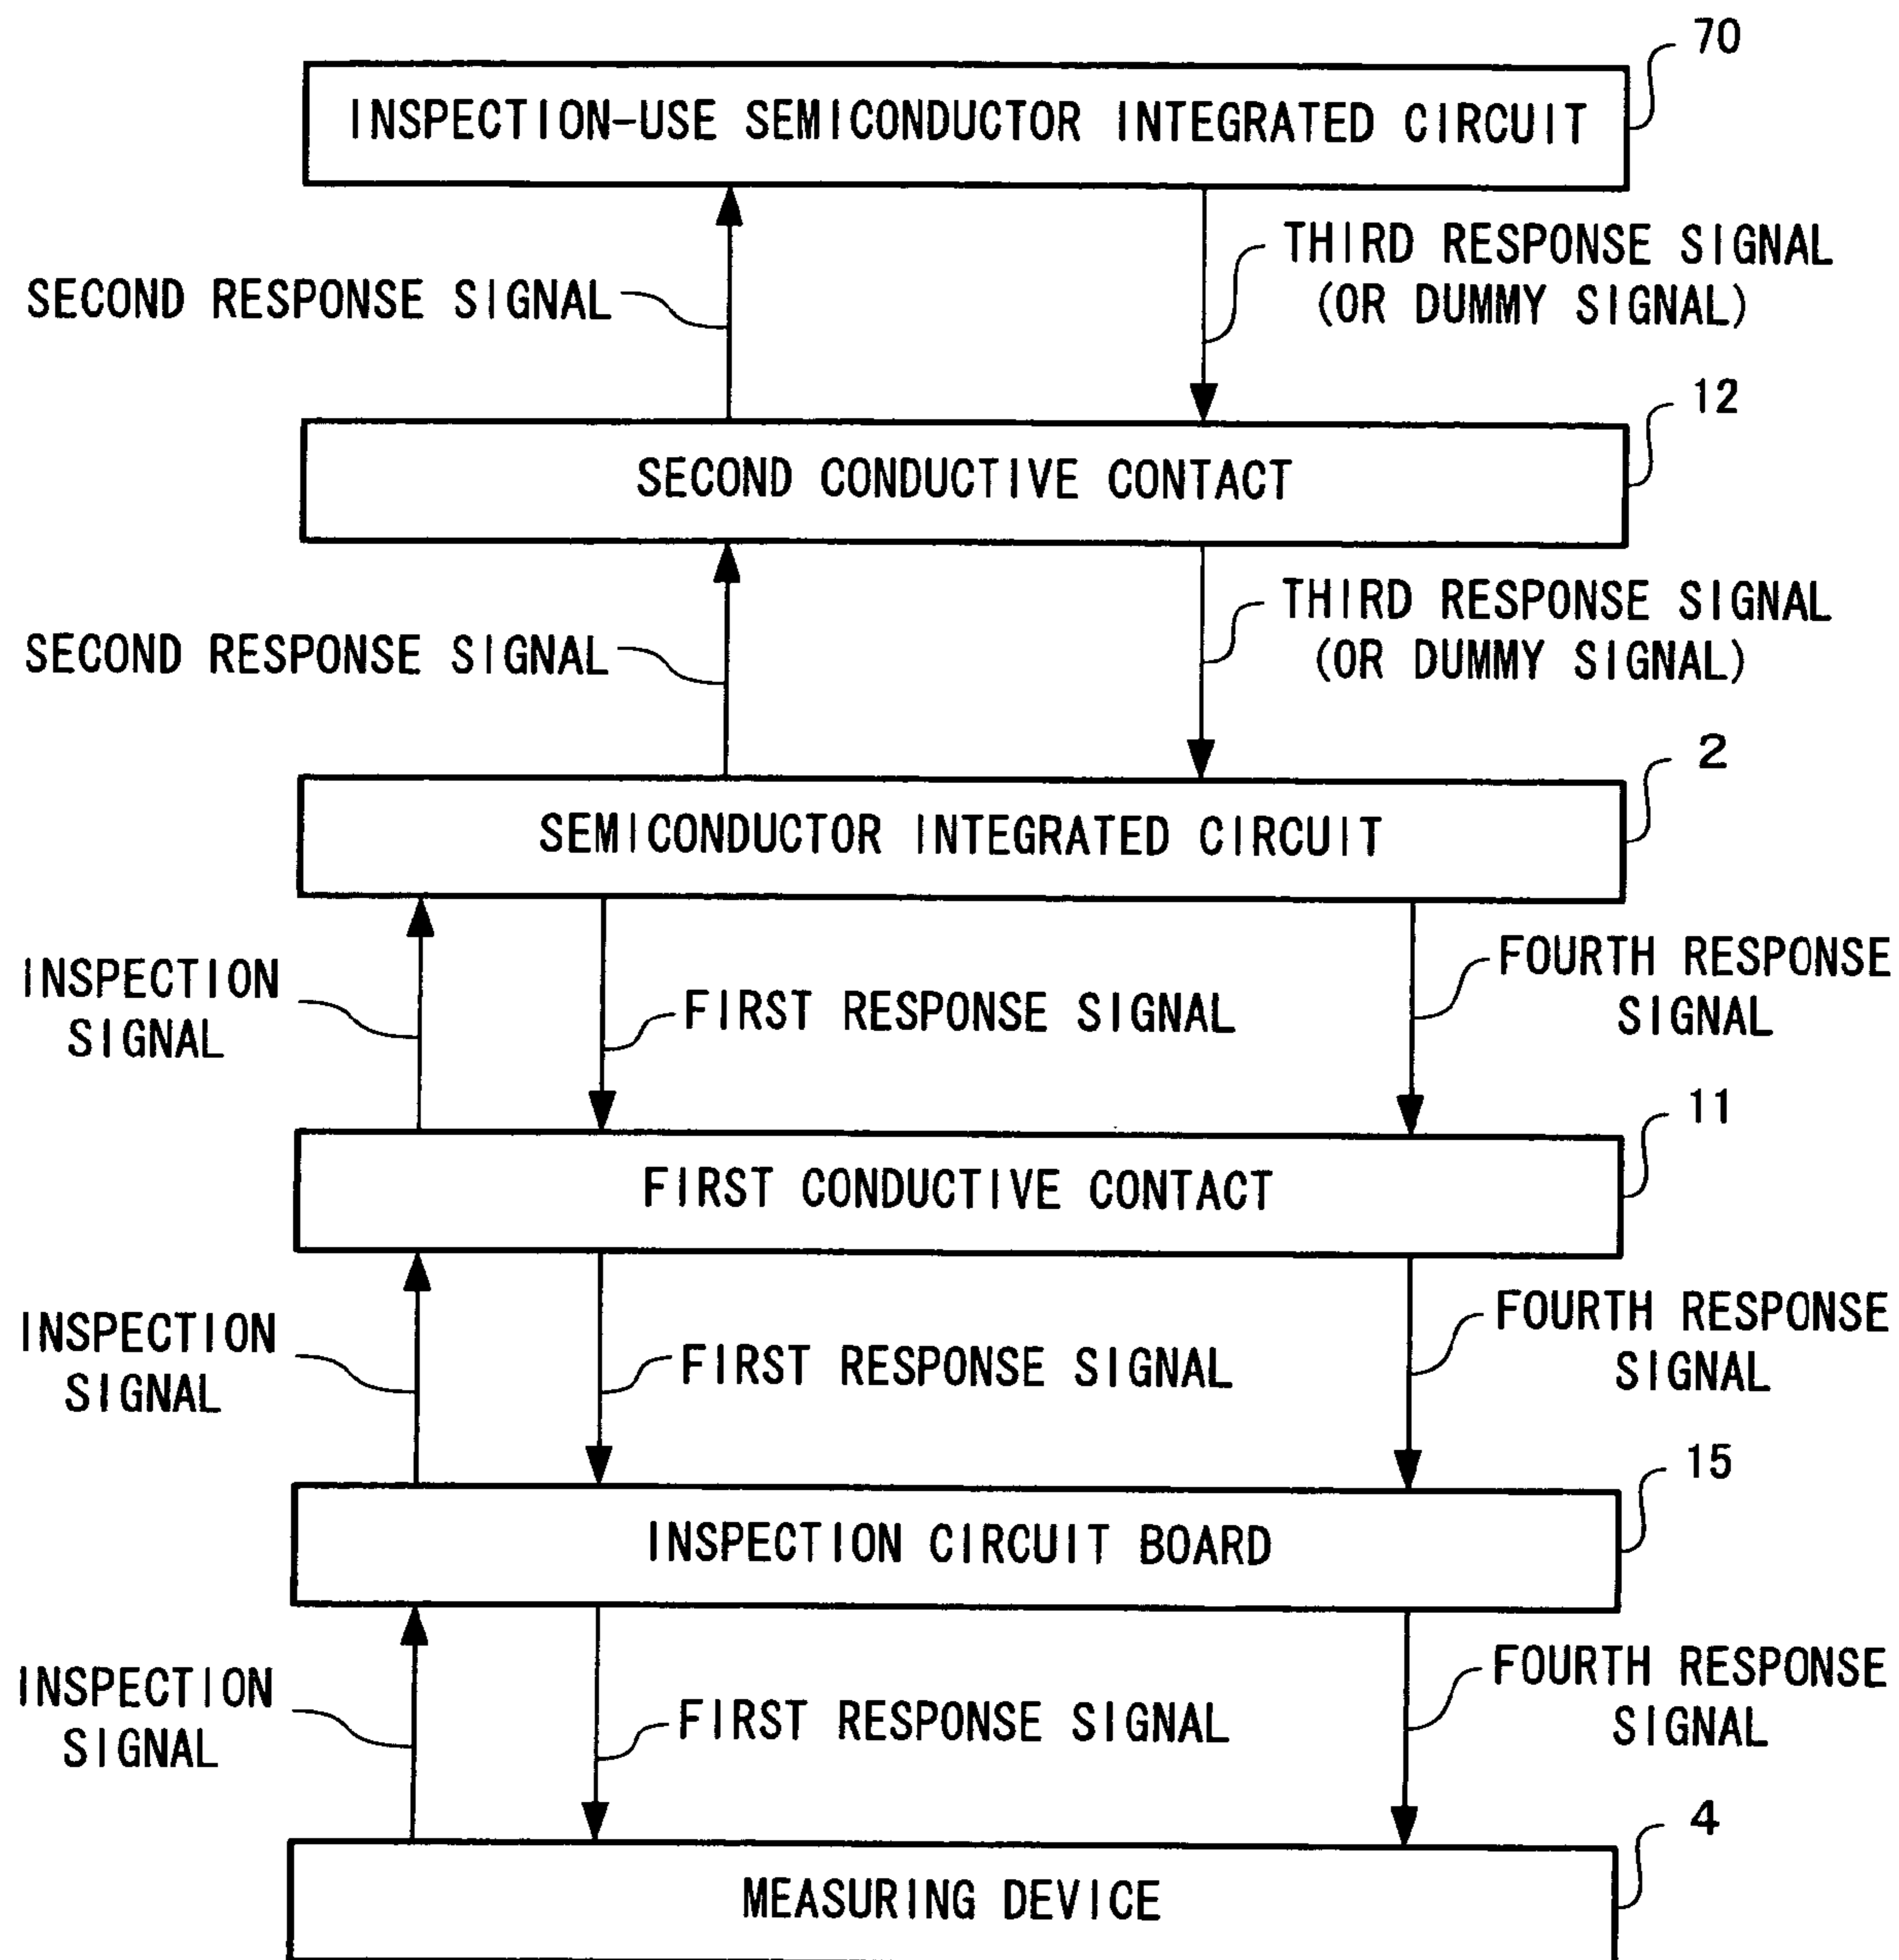 70
INSPECTION-USE SEMICONDUCTOR INTEGRATED CIRCUIT
SECOND RESPONSE SIGNAL
THIRD RESPONSE SIGNAL
(OR DUMMY SIGNAL)
12
SECOND CONDUCTIVE CONTACT
SECOND RESPONSE SIGNAL
THIRD RESPONSE SIGNAL
(OR DUMMY SIGNAL)
2
SEMICONDUCTOR INTEGRATED CIRCUIT
INSPECTION
SIGNAL
FIRST RESPONSE SIGNAL
FOURTH RESPONSE
SIGNAL
11
FIRST CONDUCTIVE CONTACT
INSPECTION
SIGNAL
FIRST RESPONSE SIGNAL
FOURTH RESPONSE
SIGNAL
15
INSPECTION CIRCUIT BOARD
INSPECTION
SIGNAL
FIRST RESPONSE SIGNAL
FOURTH RESPONSE
SIGNAL
4
MEASURING DEVICE